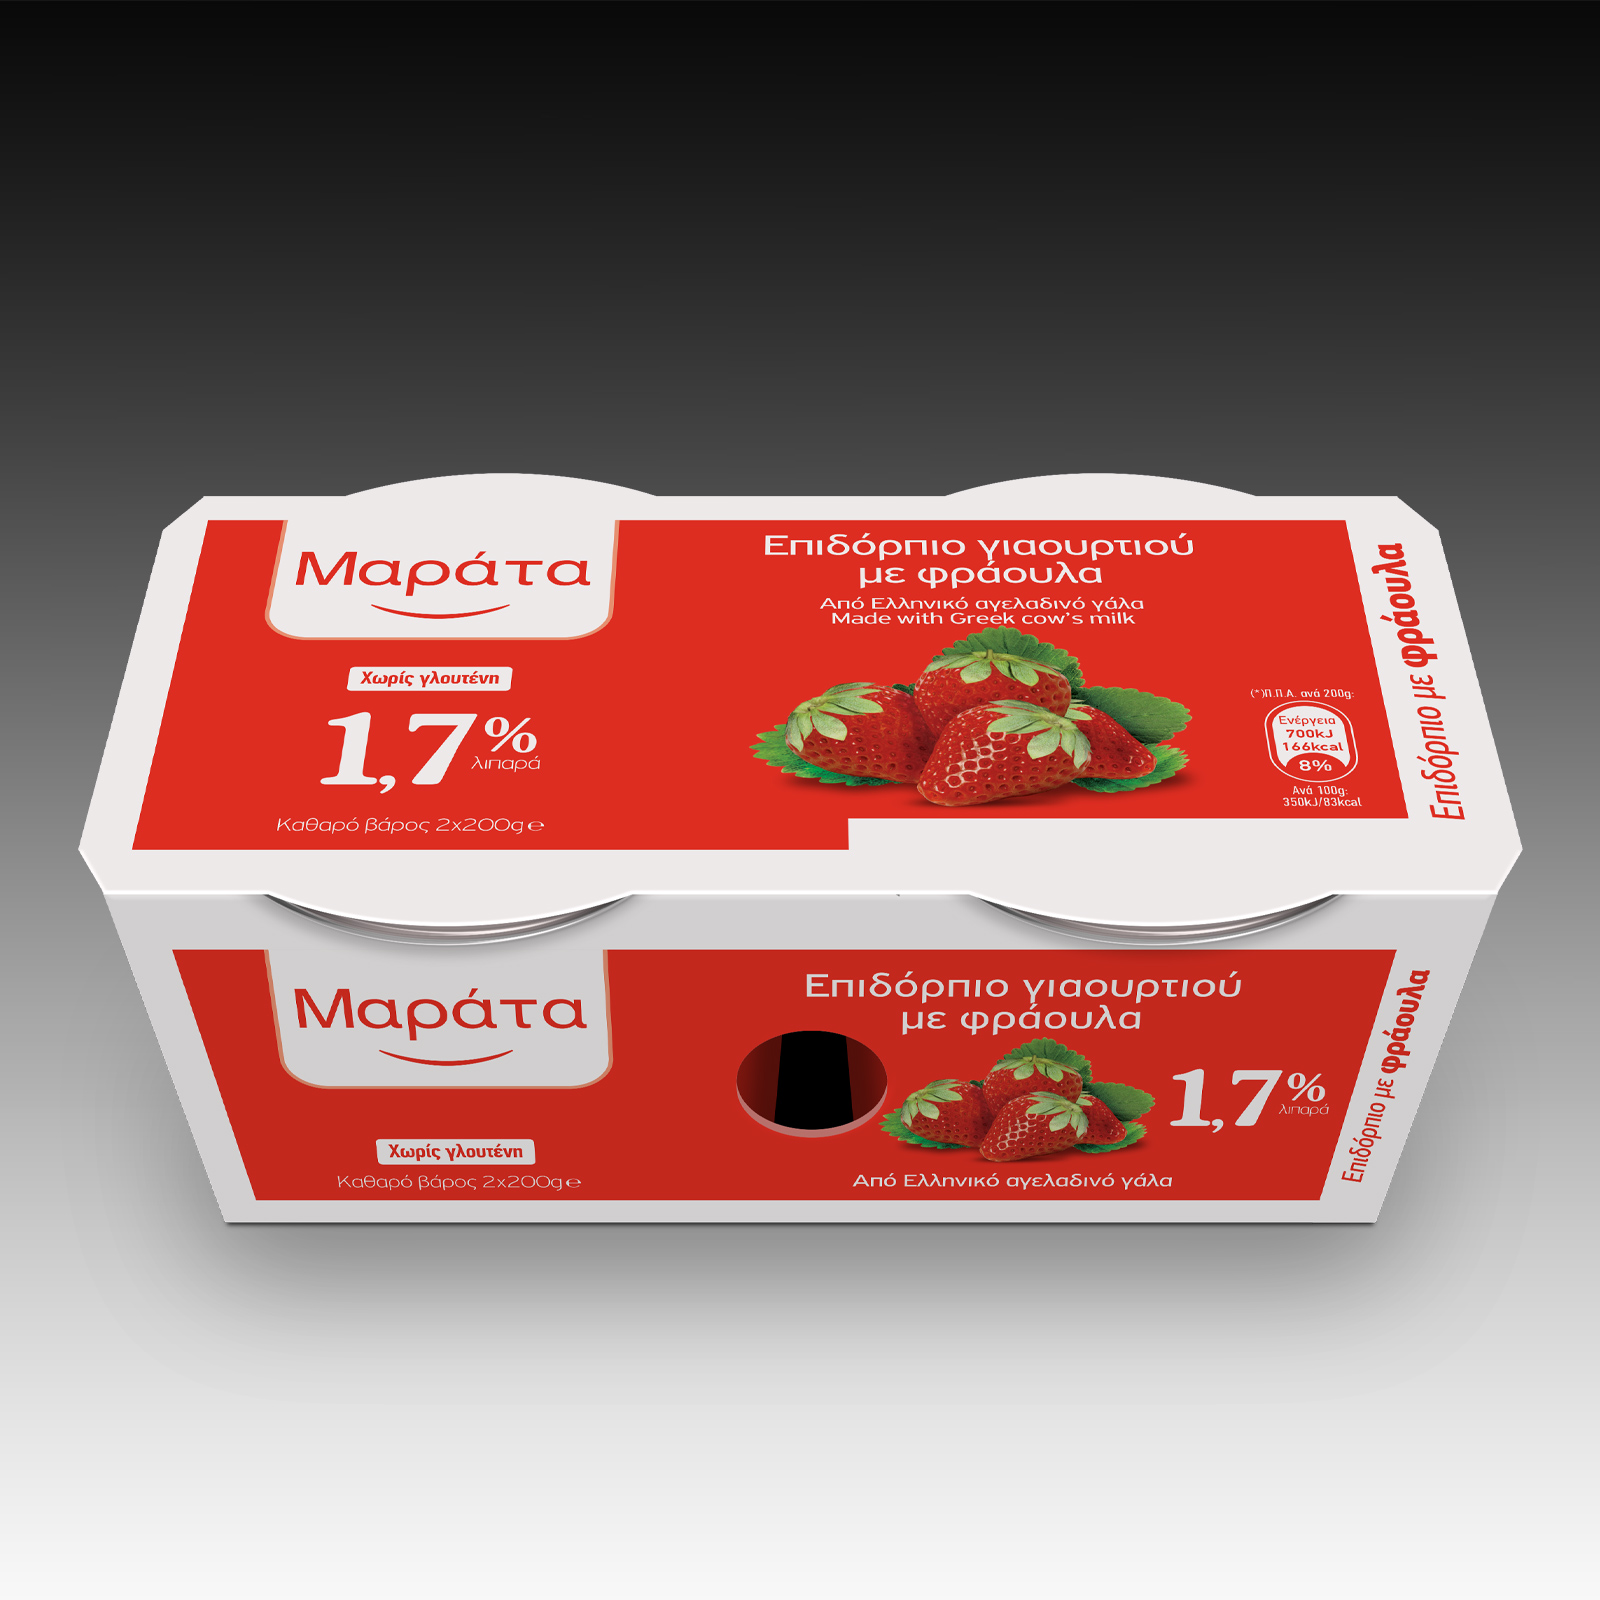 Μαράτα
Χωρίς γλουτένη
1,7%
λιπαρά
Καθαρό βάρος 2x200g℮
Επιδόρπιο γιαουρτιού
με φράουλα
Από Ελληνικό αγελαδινό γάλα
Made with Greek cow's milk
(*)Π.Π.Α. ανά 200g:
Ενέργεια
700kJ
166kcal
8%
Ανά 100g:
350kJ/83kcal
Επιδόρπιο με φράουλα
Μαράτα
Χωρίς γλουτένη
Καθαρό βάρος 2x200g℮
Επιδόρπιο γιαουρτιού
με φράουλα
1,7%
λιπαρά
Από Ελληνικό αγελαδινό γάλα
Επιδόρπιο με φράουλα